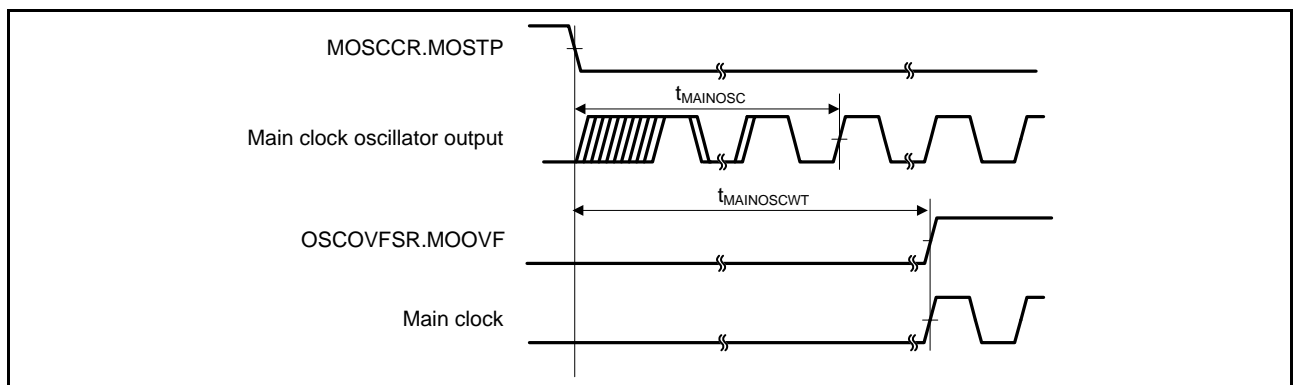 MOSCCR.MOSTP
tMAINOSC
Main clock oscillator output
tMAINOSCWT
OSCOVFSR.MOOVF
Main clock